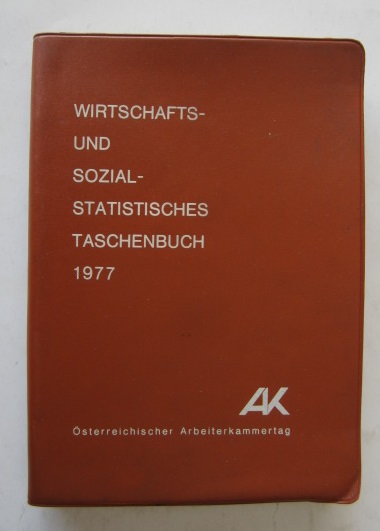 WIRTSCHAFTS-
UND
SOZIAL-
STATISTISCHES
TASCHENBUCH
1977
AK
Österreichischer Arbeiterkammertag